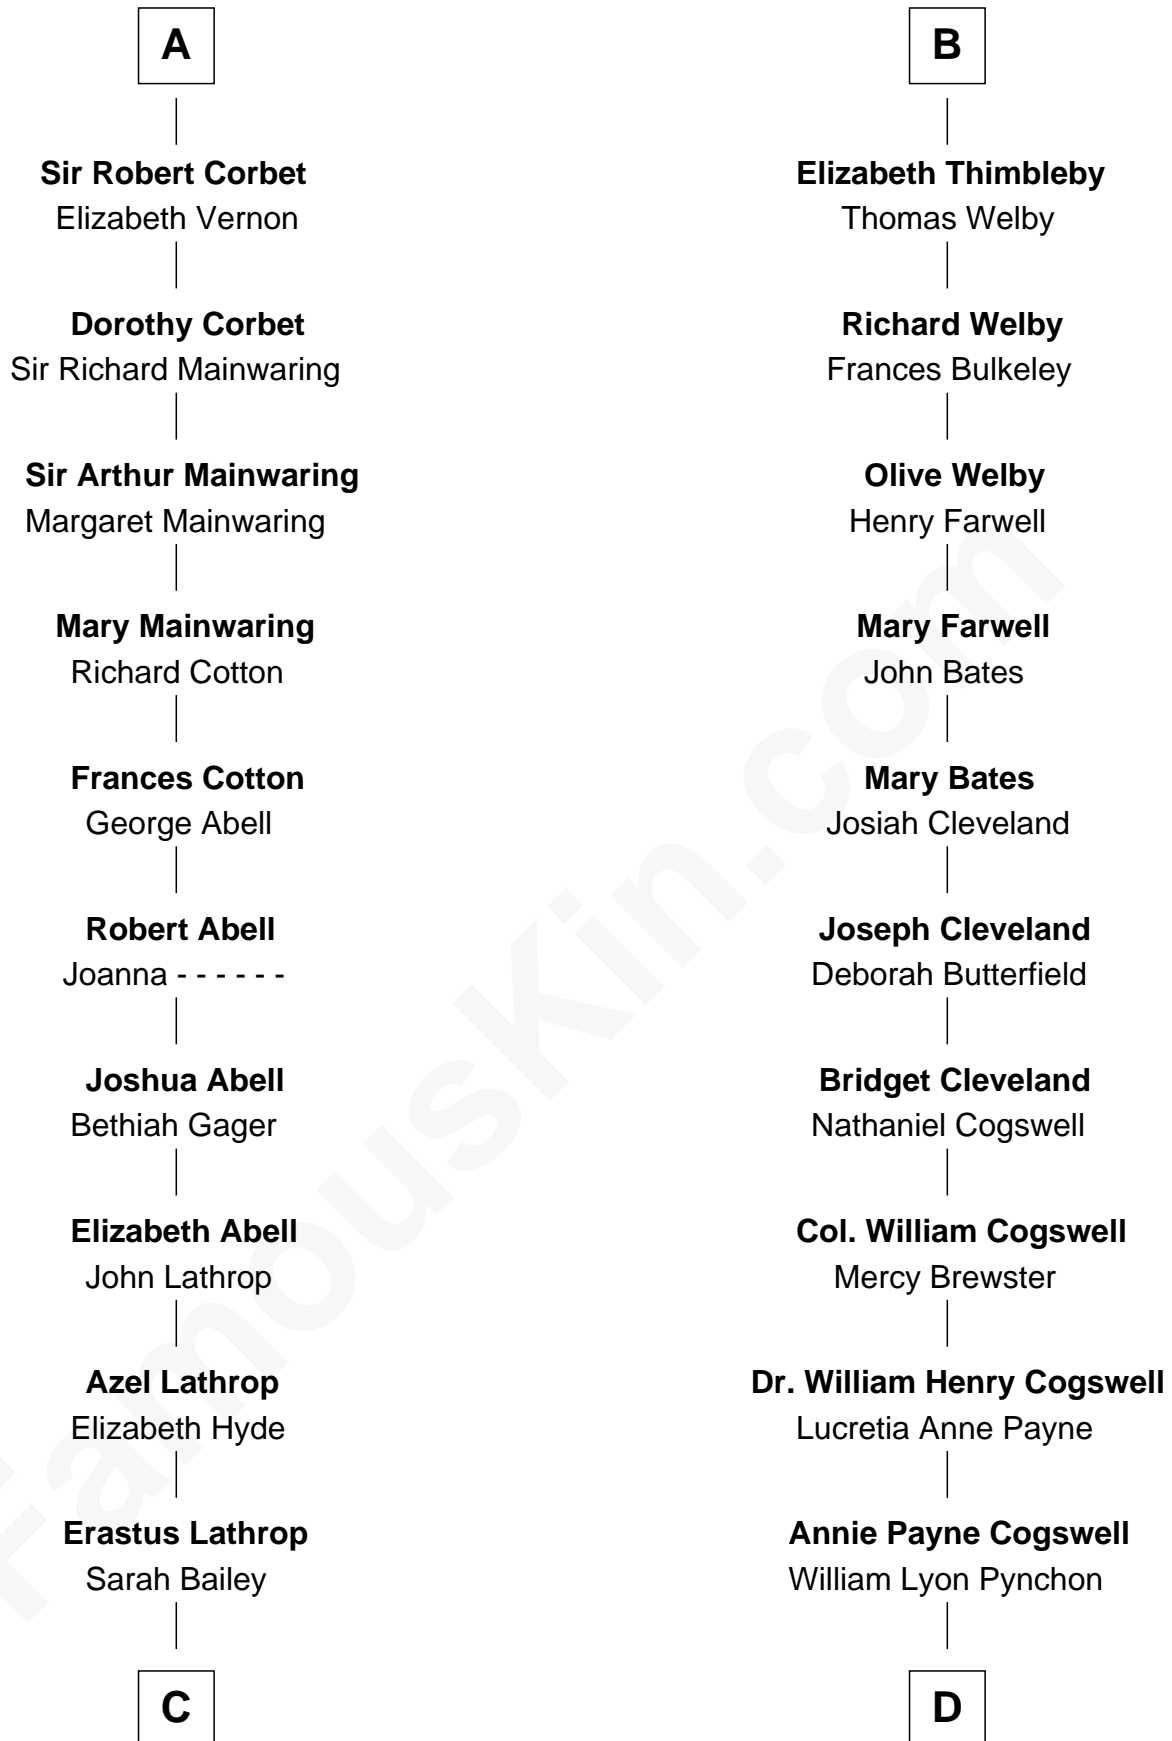 A
Sir Robert Corbet
Elizabeth Vernon
Dorothy Corbet
Sir Richard Mainwaring
Sir Arthur Mainwaring
Margaret Mainwaring
Mary Mainwaring
Richard Cotton
Frances Cotton
George Abell
Robert Abell
Joanna - - - - - -
Joshua Abell
Bethiah Gager
Elizabeth Abell
John Lathrop
Azel Lathrop
Elizabeth Hyde
Erastus Lathrop
Sarah Bailey
C
B
Elizabeth Thimbleby
Thomas Welby
Richard Welby
Frances Bulkeley
Olive Welby
Henry Farwell
Mary Farwell
John Bates
Mary Bates
Josiah Cleveland
Joseph Cleveland
Deborah Butterfield
Bridget Cleveland
Nathaniel Cogswell
Col. William Cogswell
Mercy Brewster
Dr. William Henry Cogswell
Lucretia Anne Payne
Annie Payne Cogswell
William Lyon Pynchon
D
FamousKin.com